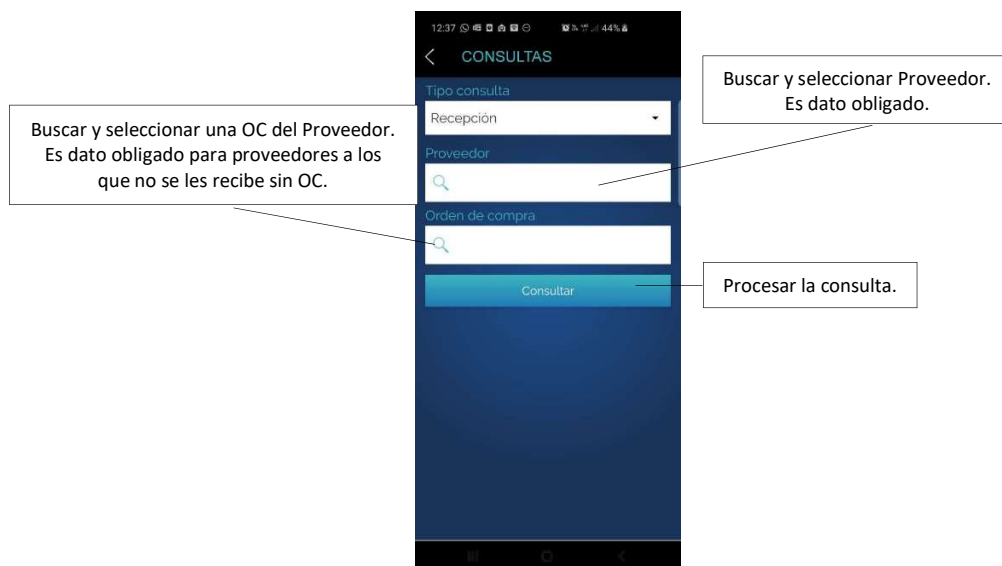 12:37 44%
CONSULTAS
Tipo consulta
Recepción
Proveedor
Orden de compra
Consultar
Buscar y seleccionar una OC del Proveedor.
Es dato obligado para proveedores a los
que no se les recibe sin OC.
Buscar y seleccionar Proveedor.
Es dato obligado.
Procesar la consulta.